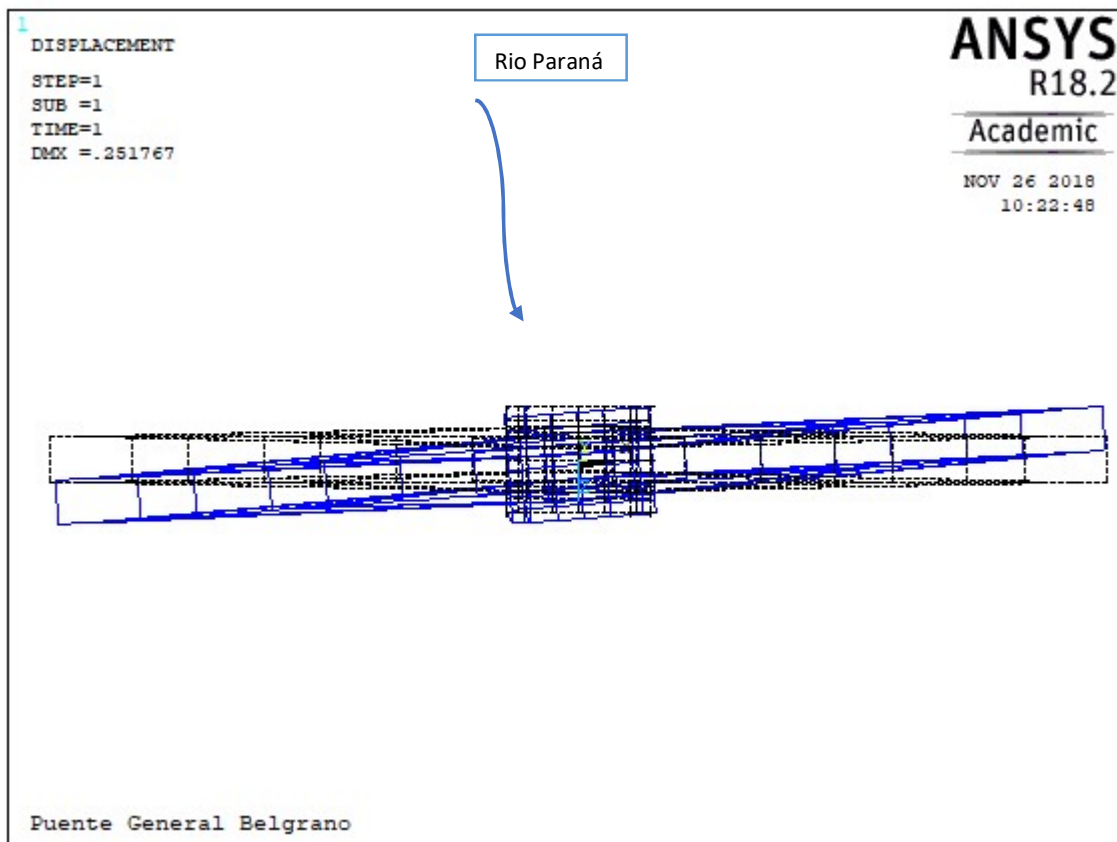 1
DISPLACEMENT
STEP=1
SUB =1
TIME=1
DMX =.251767
Rio Paraná
ANSYS
R18.2
Academic
NOV 26 2018
10:22:48
Puente General Belgrano